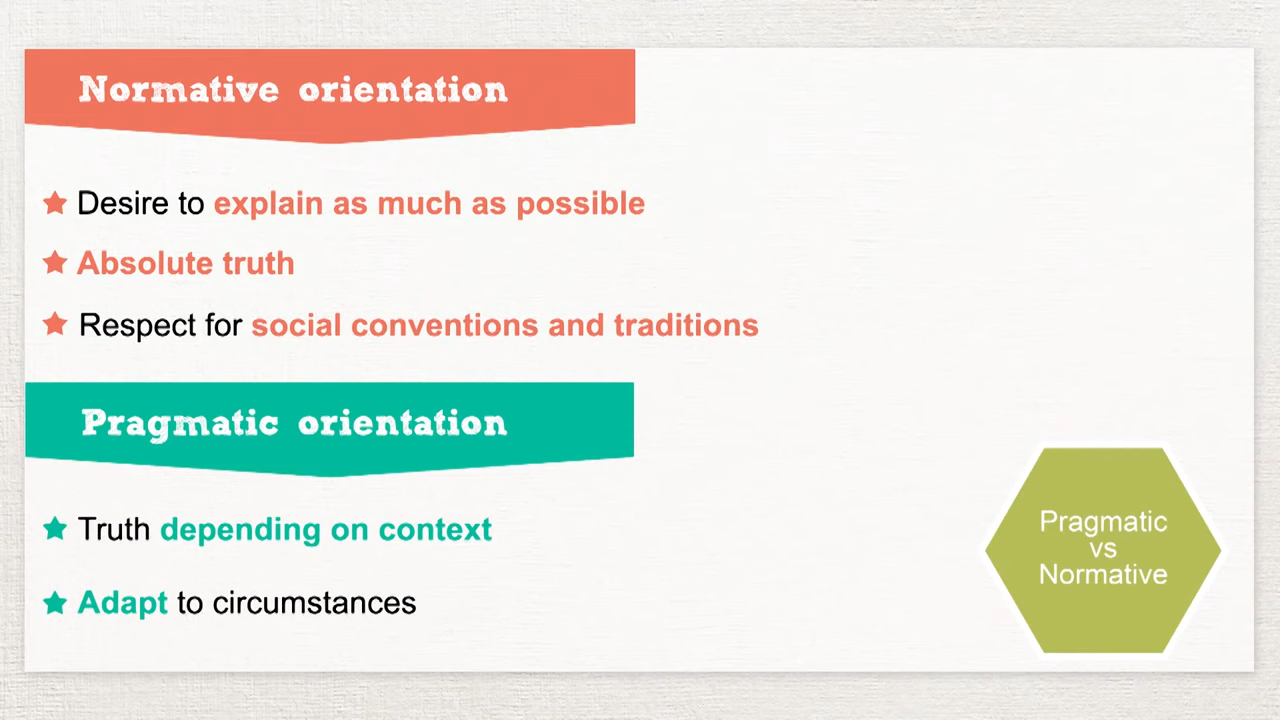 Normative orientation
Desire to explain as much as possible
Absolute truth
Respect for social conventions and traditions
Pragmatic orientation
Truth depending on context
Adapt to circumstances
Pragmatic
vs
Normative